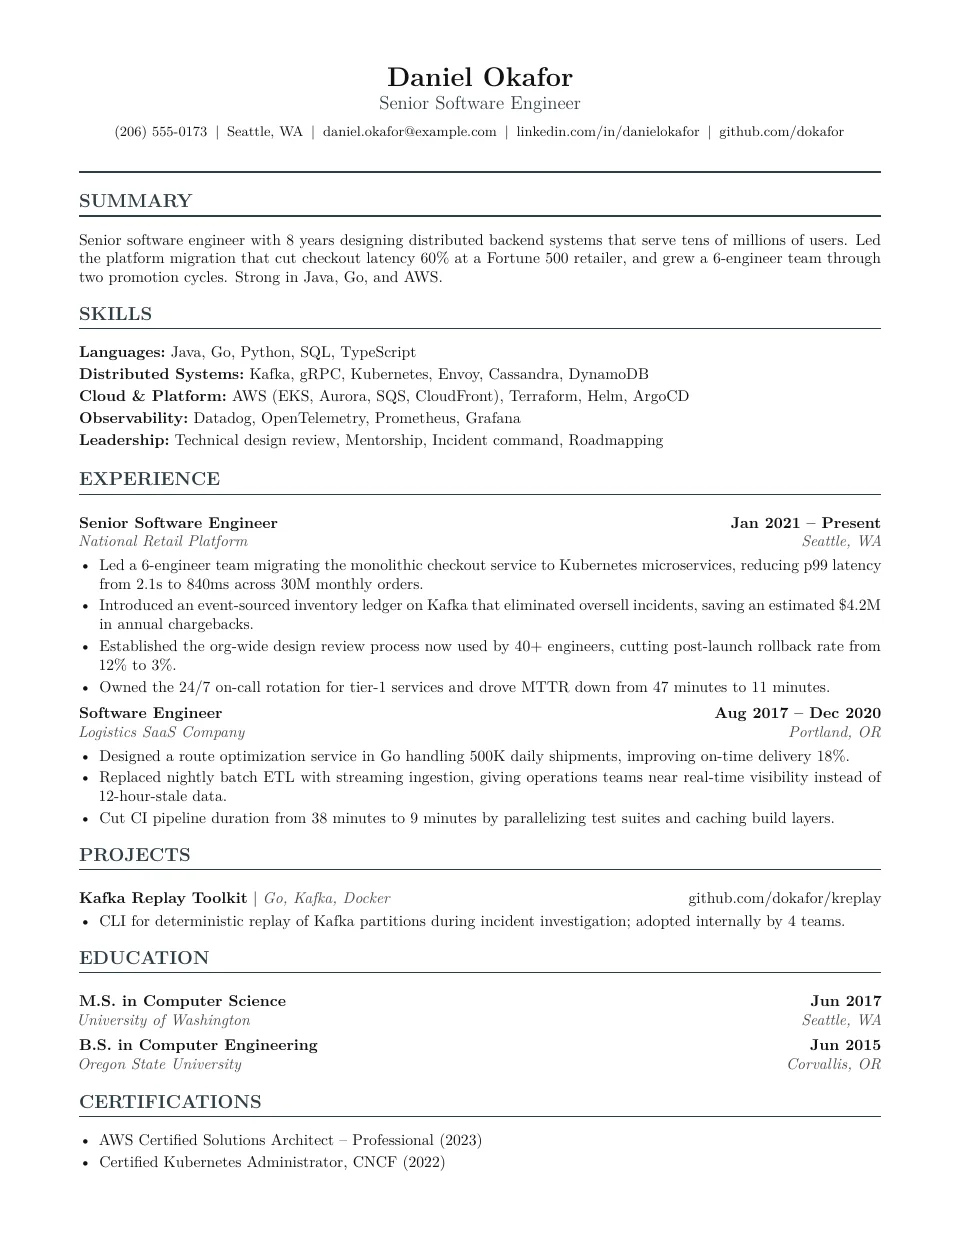 Daniel Okafor
Senior Software Engineer
(206) 555-0173 | Seattle, WA | daniel.okafor@example.com | linkedin.com/in/danielokafor | github.com/dokafor
SUMMARY
Senior software engineer with 8 years designing distributed backend systems that serve tens of millions of users. Led
the platform migration that cut checkout latency 60% at a Fortune 500 retailer, and grew a 6-engineer team through
two promotion cycles. Strong in Java, Go, and AWS.
SKILLS
Languages: Java, Go, Python, SQL, TypeScript
Distributed Systems: Kafka, gRPC, Kubernetes, Envoy, Cassandra, DynamoDB
Cloud & Platform: AWS (EKS, Aurora, SQS, CloudFront), Terraform, Helm, ArgoCD
Observability: Datadog, OpenTelemetry, Prometheus, Grafana
Leadership: Technical design review, Mentorship, Incident command, Roadmapping
EXPERIENCE
Senior Software Engineer Jan 2021 – Present
National Retail Platform Seattle, WA
• Led a 6-engineer team migrating the monolithic checkout service to Kubernetes microservices, reducing p99 latency
from 2.1s to 840ms across 30M monthly orders.
• Introduced an event-sourced inventory ledger on Kafka that eliminated oversell incidents, saving an estimated $4.2M
in annual chargebacks.
• Established the org-wide design review process now used by 40+ engineers, cutting post-launch rollback rate from
12% to 3%.
• Owned the 24/7 on-call rotation for tier-1 services and drove MTTR down from 47 minutes to 11 minutes.
Software Engineer Aug 2017 – Dec 2020
Logistics SaaS Company Portland, OR
• Designed a route optimization service in Go handling 500K daily shipments, improving on-time delivery 18%.
• Replaced nightly batch ETL with streaming ingestion, giving operations teams near real-time visibility instead of
12-hour-stale data.
• Cut CI pipeline duration from 38 minutes to 9 minutes by parallelizing test suites and caching build layers.
PROJECTS
Kafka Replay Toolkit | Go, Kafka, Docker github.com/dokafor/kreplay
• CLI for deterministic replay of Kafka partitions during incident investigation; adopted internally by 4 teams.
EDUCATION
M.S. in Computer Science Jun 2017
University of Washington Seattle, WA
B.S. in Computer Engineering Jun 2015
Oregon State University Corvallis, OR
CERTIFICATIONS
• AWS Certified Solutions Architect – Professional (2023)
• Certified Kubernetes Administrator, CNCF (2022)